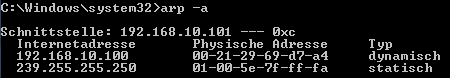 C:\Windows\system32>arp -a
Schnittstelle: 192.168.10.101 --- 0xc
Internetadresse Physische Adresse Typ
192.168.10.100 00-21-29-69-d7-a4 dynamisch
239.255.255.250 01-00-5e-7f-ff-fa statisch